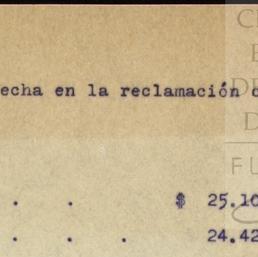 echa en la reclamación
. . $ 25.10
. . . 24.42